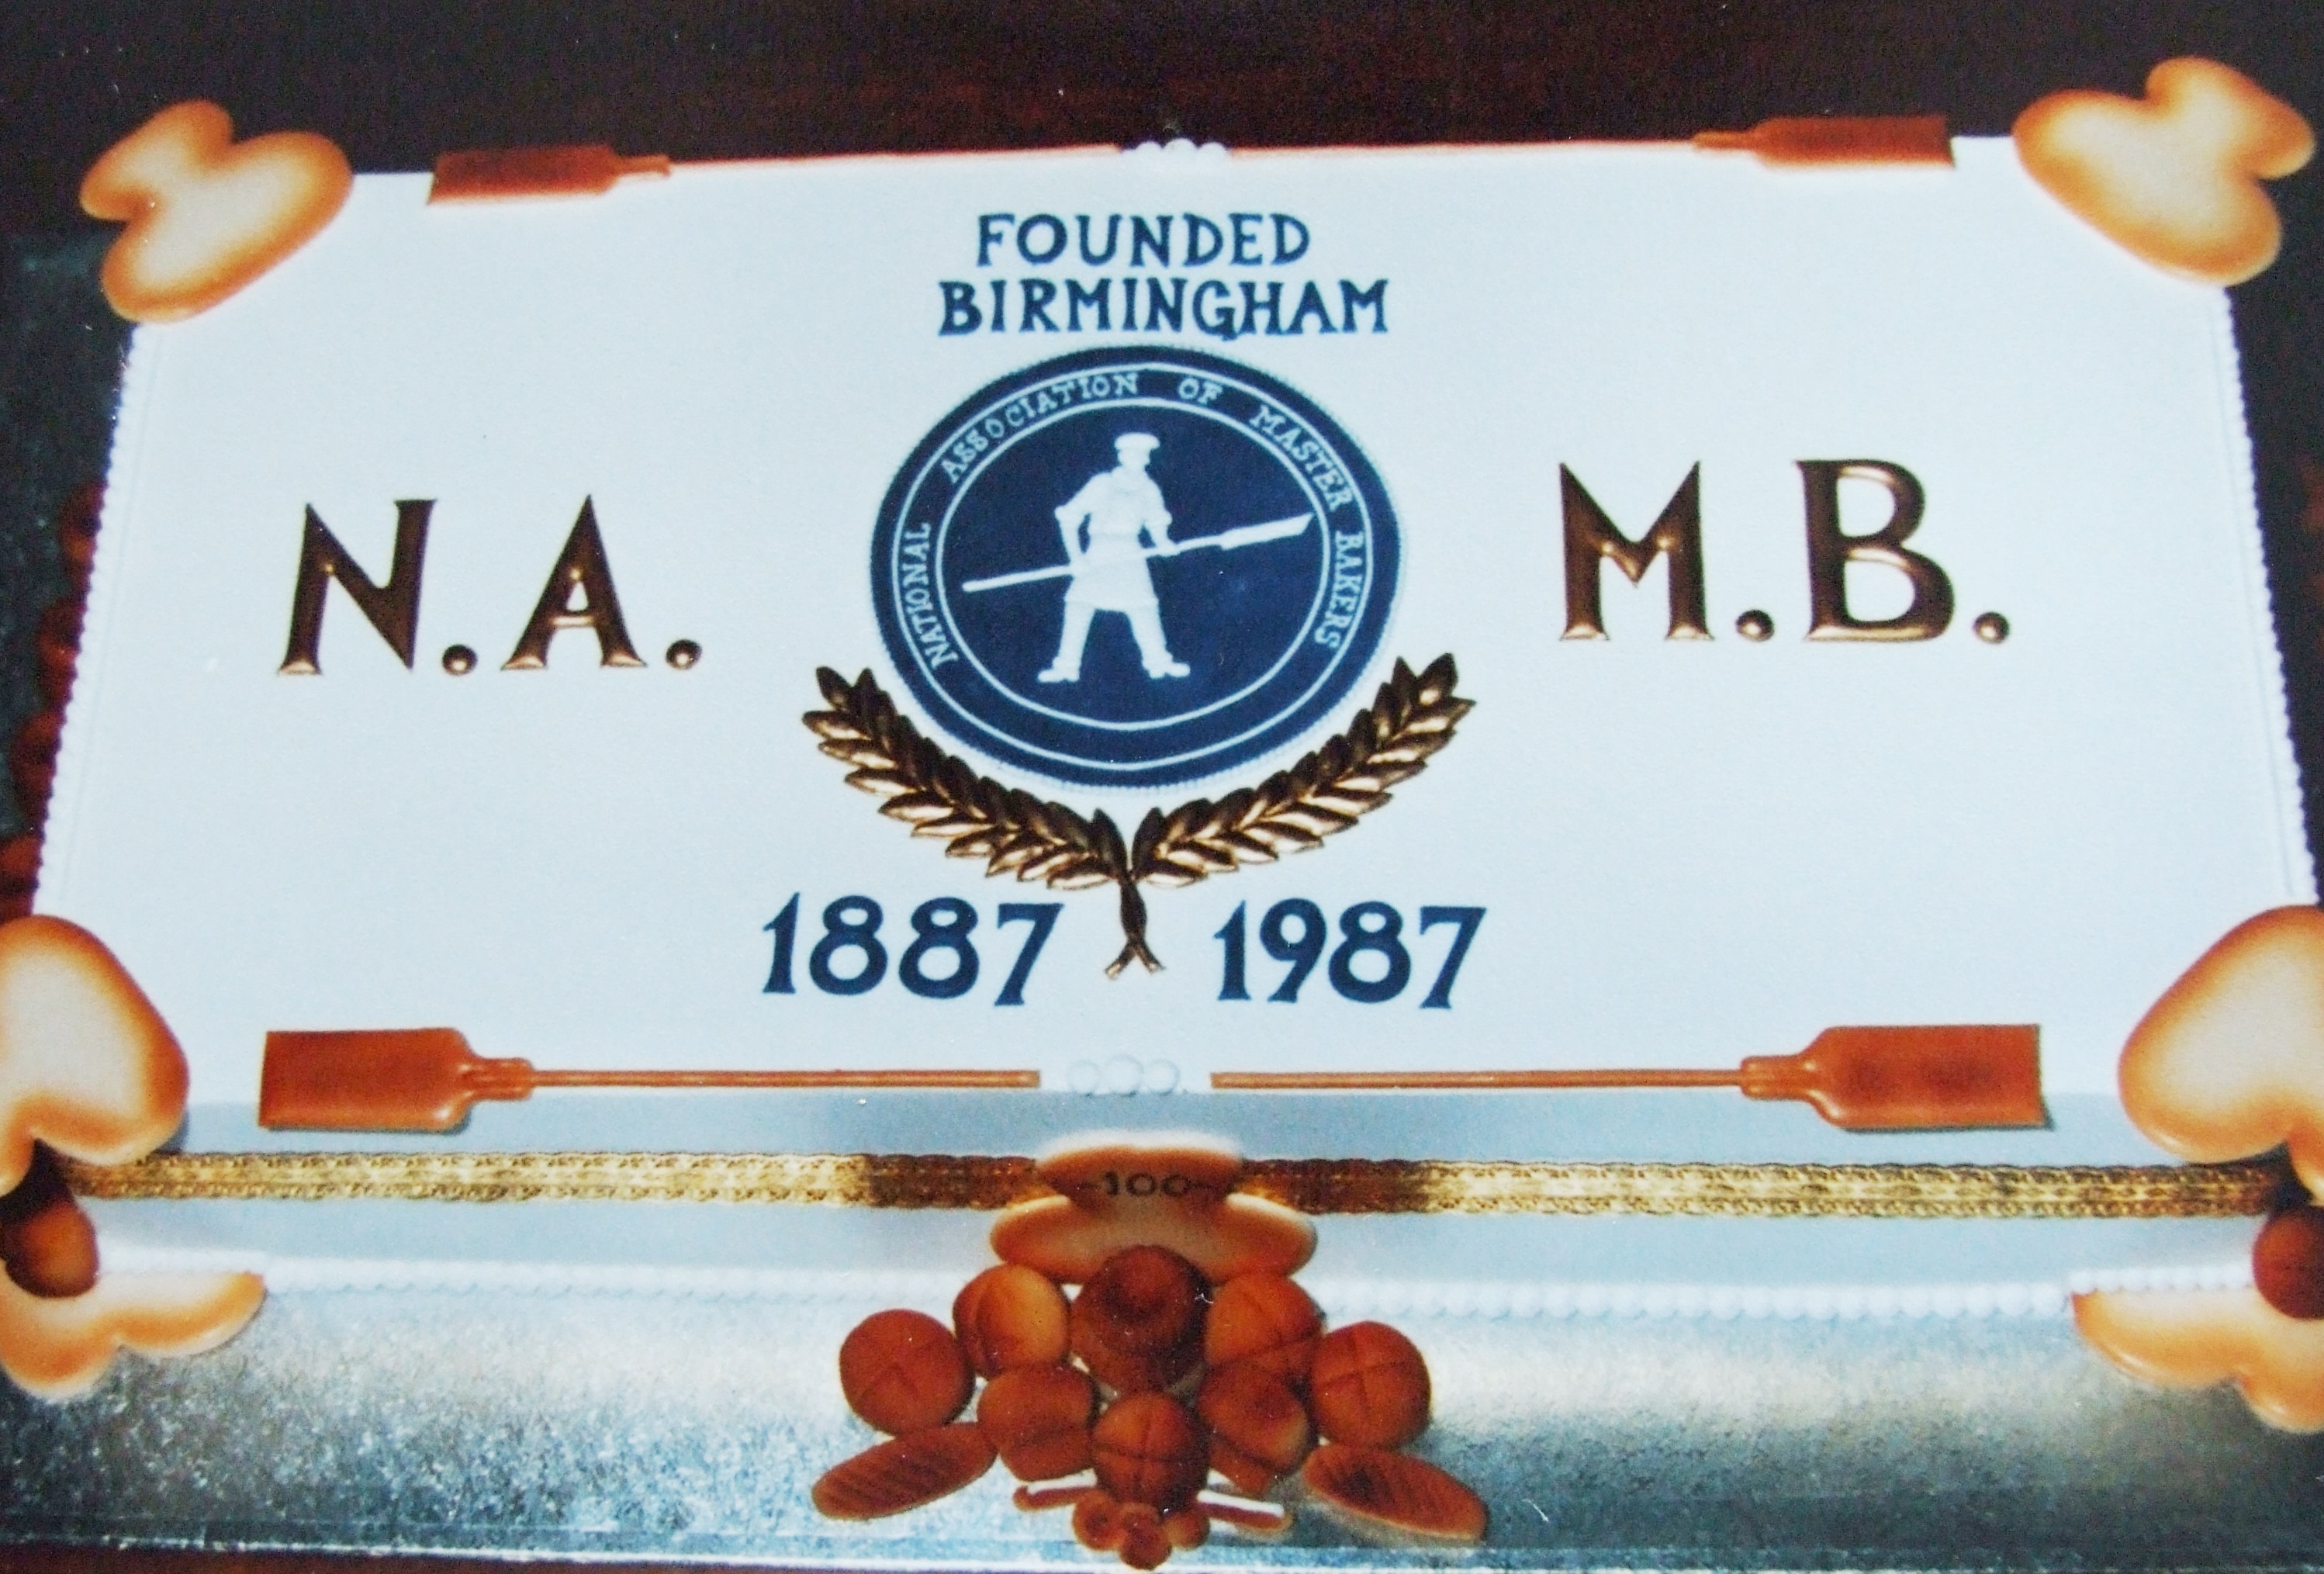 FOUNDED
BIRMINGHAM
NATIONAL ASSOCIATION OF MASTER BAKERS
N.A. M.B.
1887 1987
-100-